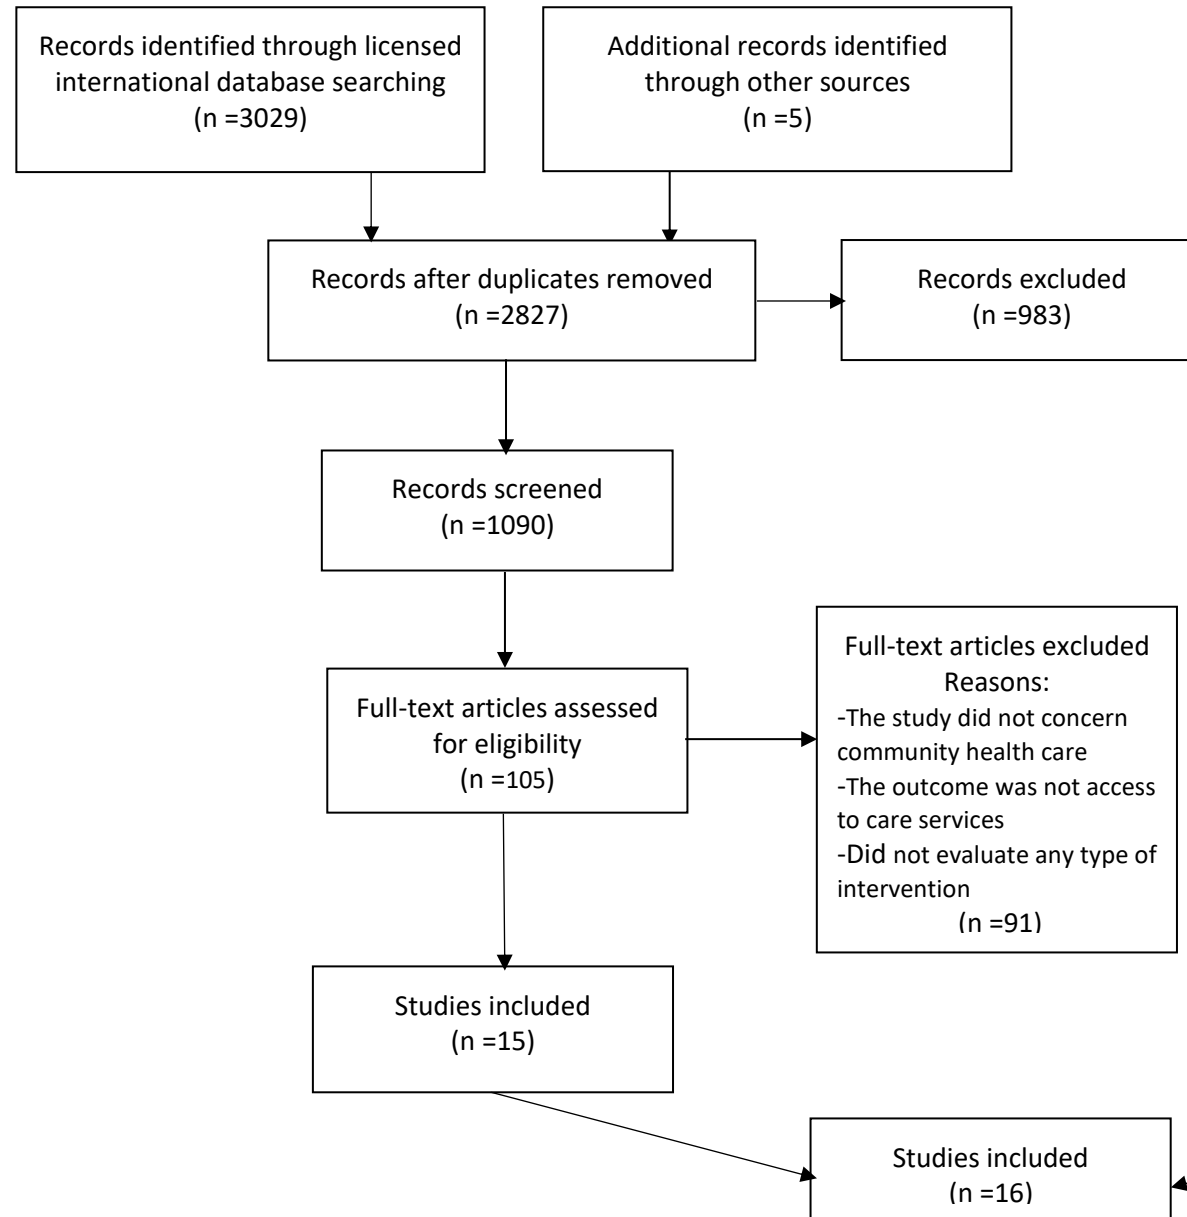 Records identified through licensed
international database searching
(n =3029)
Additional records identified
through other sources
(n =5)
Records after duplicates removed
(n =2827)
Records excluded
(n =983)
Records screened
(n =1090)
Full-text articles assessed
for eligibility
(n =105)
Full-text articles excluded
Reasons:
-The study did not concern
community health care
-The outcome was not access
to care services
-Did not evaluate any type of
intervention
(n =91)
Studies included
(n =15)
Studies included
(n =16)